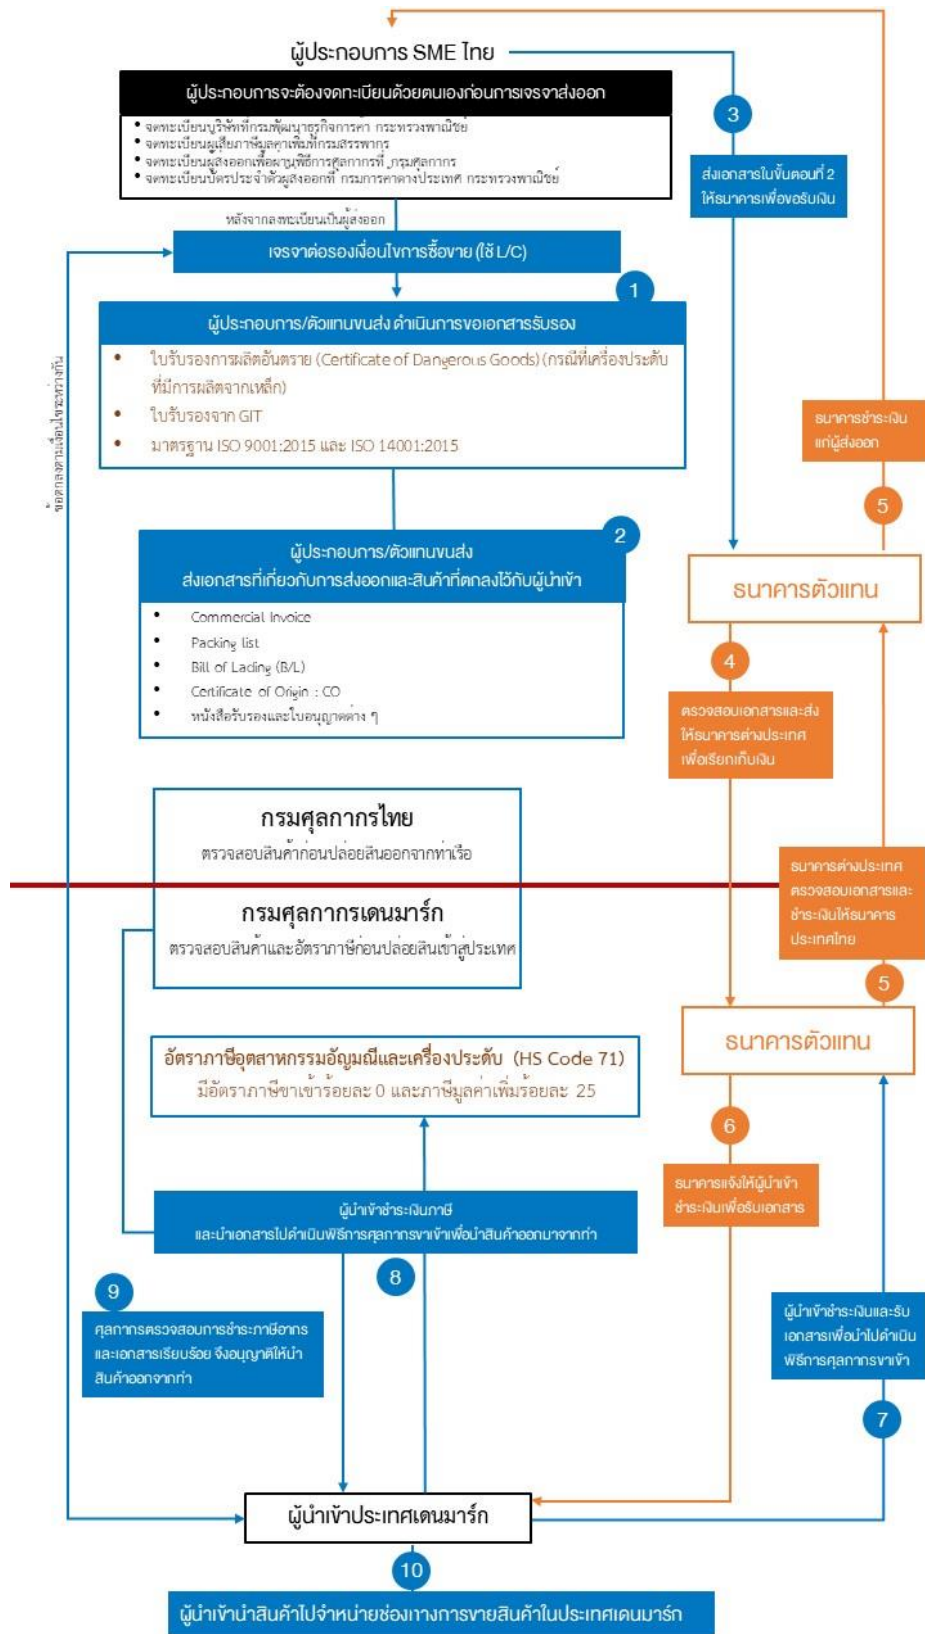 ผู้ประกอบการ SME ไทย
ผู้ประกอบการจะต้องจดทะเบียนด้วยตนเองก่อนการเจรจาส่งออก
• จดทะเบียนบริษัทที่กรมพัฒนาธุรกิจการค้า กระทรวงพาณิชย์
• จดทะเบียนผู้เสียภาษีมูลค่าเพิ่มที่กรมสรรพากร
• จดทะเบียนผู้ส่งออกเพื่อผ่านพิธีการศุลกากรที่ กรมศุลกากร
• จดทะเบียนบัตรประจำตัวผู้ส่งออกที่ กรมการค้าต่างประเทศ กระทรวงพาณิชย์
3
ส่งเอกสารในขั้นตอนที่ 2
ให้ธนาคารเพื่อขอรับเงิน
หลังจากลงทะเบียนเป็นผู้ส่งออก
เจรจาต่อรองเงื่อนไขการซื้อขาย (ใช้ L/C)
1
ผู้ประกอบการ/ตัวแทนขนส่ง ดำเนินการขอเอกสารรับรอง
• ใบรับรองการผลิตอันตราย (Certificate of Dangerous Goods) (กรณีที่เครื่องประดับ
ที่มีการผลิตจากเหล็ก)
• ใบรับรองจาก GIT
• มาตรฐาน ISO 9001:2015 และ ISO 14001:2015
ข้อตกลงตามเงื่อนไขระหว่างกัน
ธนาคารชำระเงิน
แก่ผู้ส่งออก
5
2
ผู้ประกอบการ/ตัวแทนขนส่ง
ส่งเอกสารที่เกี่ยวกับการส่งออกและสินค้าที่ตกลงไว้กับผู้นำเข้า
• Commercial Invoice
• Packing list
• Bill of Lading (B/L)
• Certificate of Origin : CO
• หนังสือรับรองและใบอนุญาตต่าง ๆ
ธนาคารตัวแทน
4
ตรวจสอบเอกสารและส่ง
ให้ธนาคารต่างประเทศ
เพื่อเรียกเก็บเงิน
กรมศุลกากรไทย
ตรวจสอบสินค้าก่อนปล่อยสินออกจากท่าเรือ
กรมศุลกากรเดนมาร์ก
ตรวจสอบสินค้าและอัตราภาษีก่อนปล่อยสินเข้าสู่ประเทศ
ธนาคารต่างประเทศ
ตรวจสอบเอกสารและ
ชำระเงินให้ธนาคาร
ประเทศไทย
5
ธนาคารตัวแทน
อัตราภาษีอุตสาหกรรมอัญมณีและเครื่องประดับ (HS Code 71)
มีอัตราภาษีขาเข้าร้อยละ 0 และภาษีมูลค่าเพิ่มร้อยละ 25
6
ธนาคารแจ้งให้ผู้นำเข้า
ชำระเงินเพื่อรับเอกสาร
ผู้นำเข้าชำระเงินภาษี
และนำเอกสารไปดำเนินพิธีการศุลกากรขาเข้าเพื่อนำสินค้าออกมาจากท่า
8
9
ศุลกากรตรวจสอบการชำระภาษีอากร
และเอกสารเรียบร้อย จึงอนุญาติให้นำ
สินค้าออกจากท่า
ผู้นำเข้าชำระเงินและรับ
เอกสารเพื่อนำไปดำเนิน
พิธีการศุลกากรขาเข้า
7
ผู้นำเข้าประเทศเดนมาร์ก
10
ผู้นำเข้านำสินค้าไปจำหน่ายช่องทางการขายสินค้าในประเทศเดนมาร์ก